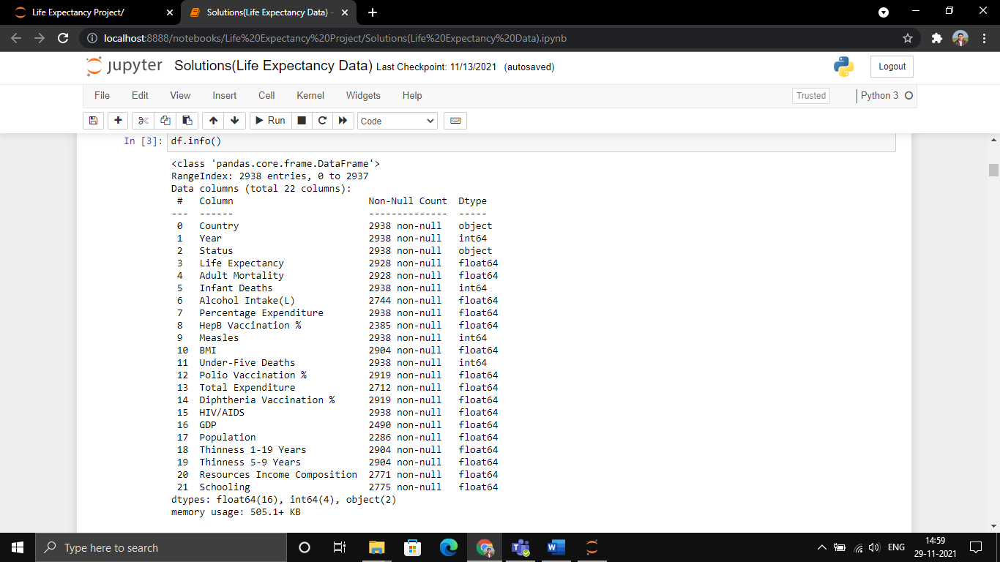 Life Expectancy Project/
Solutions(Life Expectancy Data) -
localhost:8888/notebooks/Life%20Expectancy%20Project/Solutions(Life%20Expectancy%20Data).ipynb
jupyter Solutions(Life Expectancy Data) Last Checkpoint: 11/13/2021 (autosaved)
Logout
File Edit View Insert Cell Kernel Widgets Help Trusted Python 3
Run Code
In [3]: df.info()
<class 'pandas.core.frame.DataFrame'>
RangeIndex: 2938 entries, 0 to 2937
Data columns (total 22 columns):
 #   Column                        Non-Null Count  Dtype
---  ------                        --------------  -----
 0   Country                       2938 non-null   object
 1   Year                          2938 non-null   int64
 2   Status                        2938 non-null   object
 3   Life Expectancy               2928 non-null   float64
 4   Adult Mortality               2928 non-null   float64
 5   Infant Deaths                 2938 non-null   int64
 6   Alcohol Intake(L)             2744 non-null   float64
 7   Percentage Expenditure        2938 non-null   float64
 8   HepB Vaccination %            2385 non-null   float64
 9   Measles                       2938 non-null   int64
 10  BMI                           2904 non-null   float64
 11  Under-Five Deaths             2938 non-null   int64
 12  Polio Vaccination %           2919 non-null   float64
 13  Total Expenditure             2712 non-null   float64
 14  Diphtheria Vaccination %      2919 non-null   float64
 15  HIV/AIDS                      2938 non-null   float64
 16  GDP                           2490 non-null   float64
 17  Population                    2286 non-null   float64
 18  Thinness 1-19 Years           2904 non-null   float64
 19  Thinness 5-9 Years            2904 non-null   float64
 20  Resources Income Composition  2771 non-null   float64
 21  Schooling                     2775 non-null   float64
dtypes: float64(16), int64(4), object(2)
memory usage: 505.1+ KB
Type here to search
ENG
14:59
29-11-2021